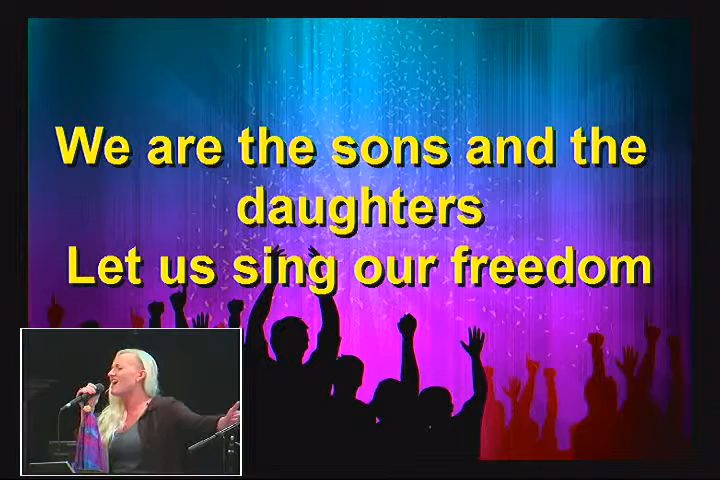 We are the sons and the
daughters
Let us sing our freedom